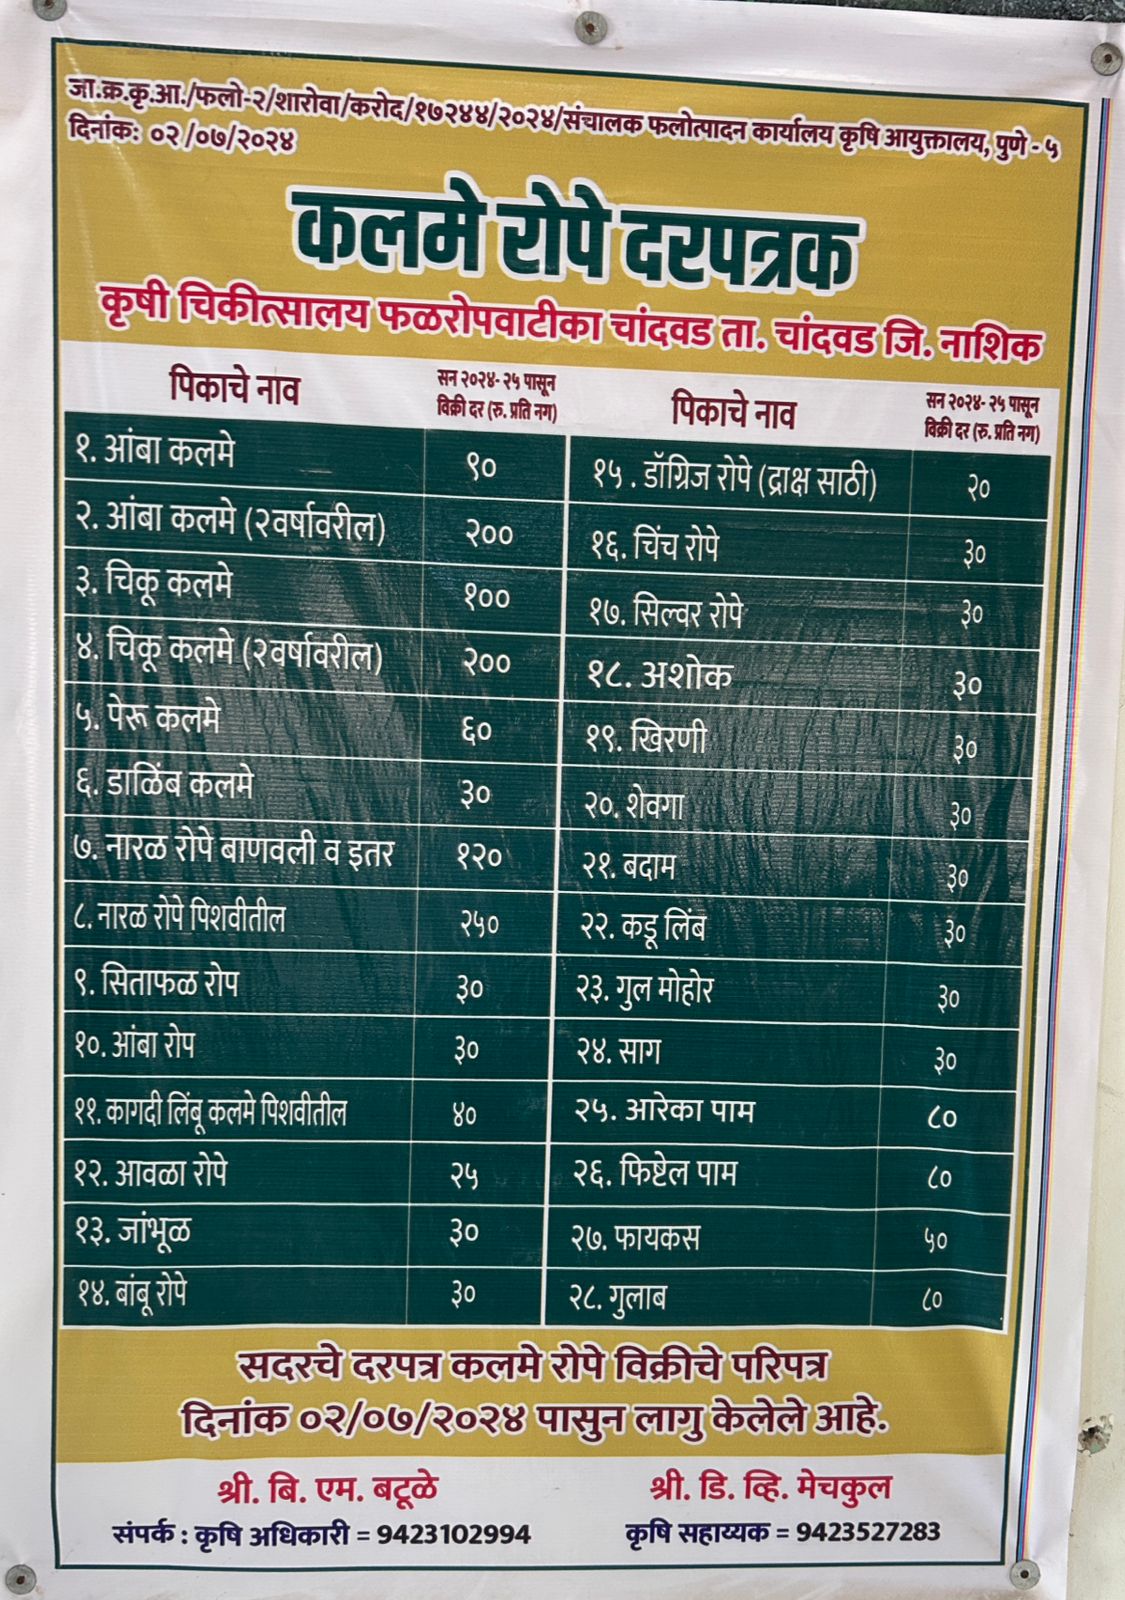 जा.क्र.कृ.आ./फलो-२/शारोवा/करोद/१७२४४/२०२४/संचालक फलोत्पादन कार्यालय कृषि आयुक्तालय, पुणे - ५
दिनांक: ०२/०७/२०२४
कलमे रोपे दरपत्रक
कृषी चिकीत्सालय फळरोपवाटीका चांदवड ता. चांदवड जि. नाशिक
पिकाचे नाव
सन २०२४- २५ पासून
विक्री दर (रु. प्रति नग)
१. आंबा कलमे ९०
२. आंबा कलमे (२वर्षावरील) २००
३. चिकू कलमे १००
४. चिकू कलमे (२वर्षावरील) २००
५. पेरू कलमे ६०
६. डाळिंब कलमे ३०
७. नारळ रोपे बाणवली व इतर १२०
८. नारळ रोपे पिशवीतील २५०
९. सिताफळ रोप ३०
१०. आंबा रोप ३०
११. कागदी लिंबू कलमे पिशवीतील ४०
१२. आवळा रोपे २५
१३. जांभूळ ३०
१४. बांबू रोपे ३०
पिकाचे नाव
सन २०२४- २५ पासून
विक्री दर (रु. प्रति नग)
१५ . डॉग्रिज रोपे (द्राक्ष साठी) २०
१६. चिंच रोपे ३०
१७. सिल्वर रोपे ३०
१८. अशोक ३०
१९. खिरणी ३०
२०. शेवगा ३०
२१. बदाम ३०
२२. कडू लिंब ३०
२३. गुल मोहोर ३०
२४. साग ३०
२५. आरेका पाम ८०
२६. फिष्टेल पाम ८०
२७. फायकस ५०
२८. गुलाब ८०
सदरचे दरपत्र कलमे रोपे विक्रीचे परिपत्र
दिनांक ०२/०७/२०२४ पासुन लागु केलेले आहे.
श्री. बि. एम. बटूळे
संपर्क : कृषि अधिकारी = 9423102994
श्री. डि. व्हि. मेचकुल
कृषि सहाय्यक = 9423527283